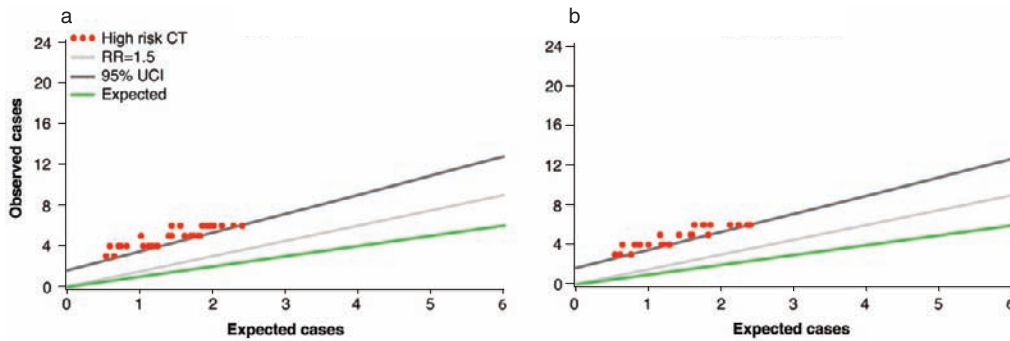 a
High risk CT
RR=1.5
95% UCI
Expected
Observed cases
24
20
16
12
8
4
0
0 1 2 3 4 5 6
Expected cases
b
24
20
16
12
8
4
0
0 1 2 3 4 5 6
Expected cases